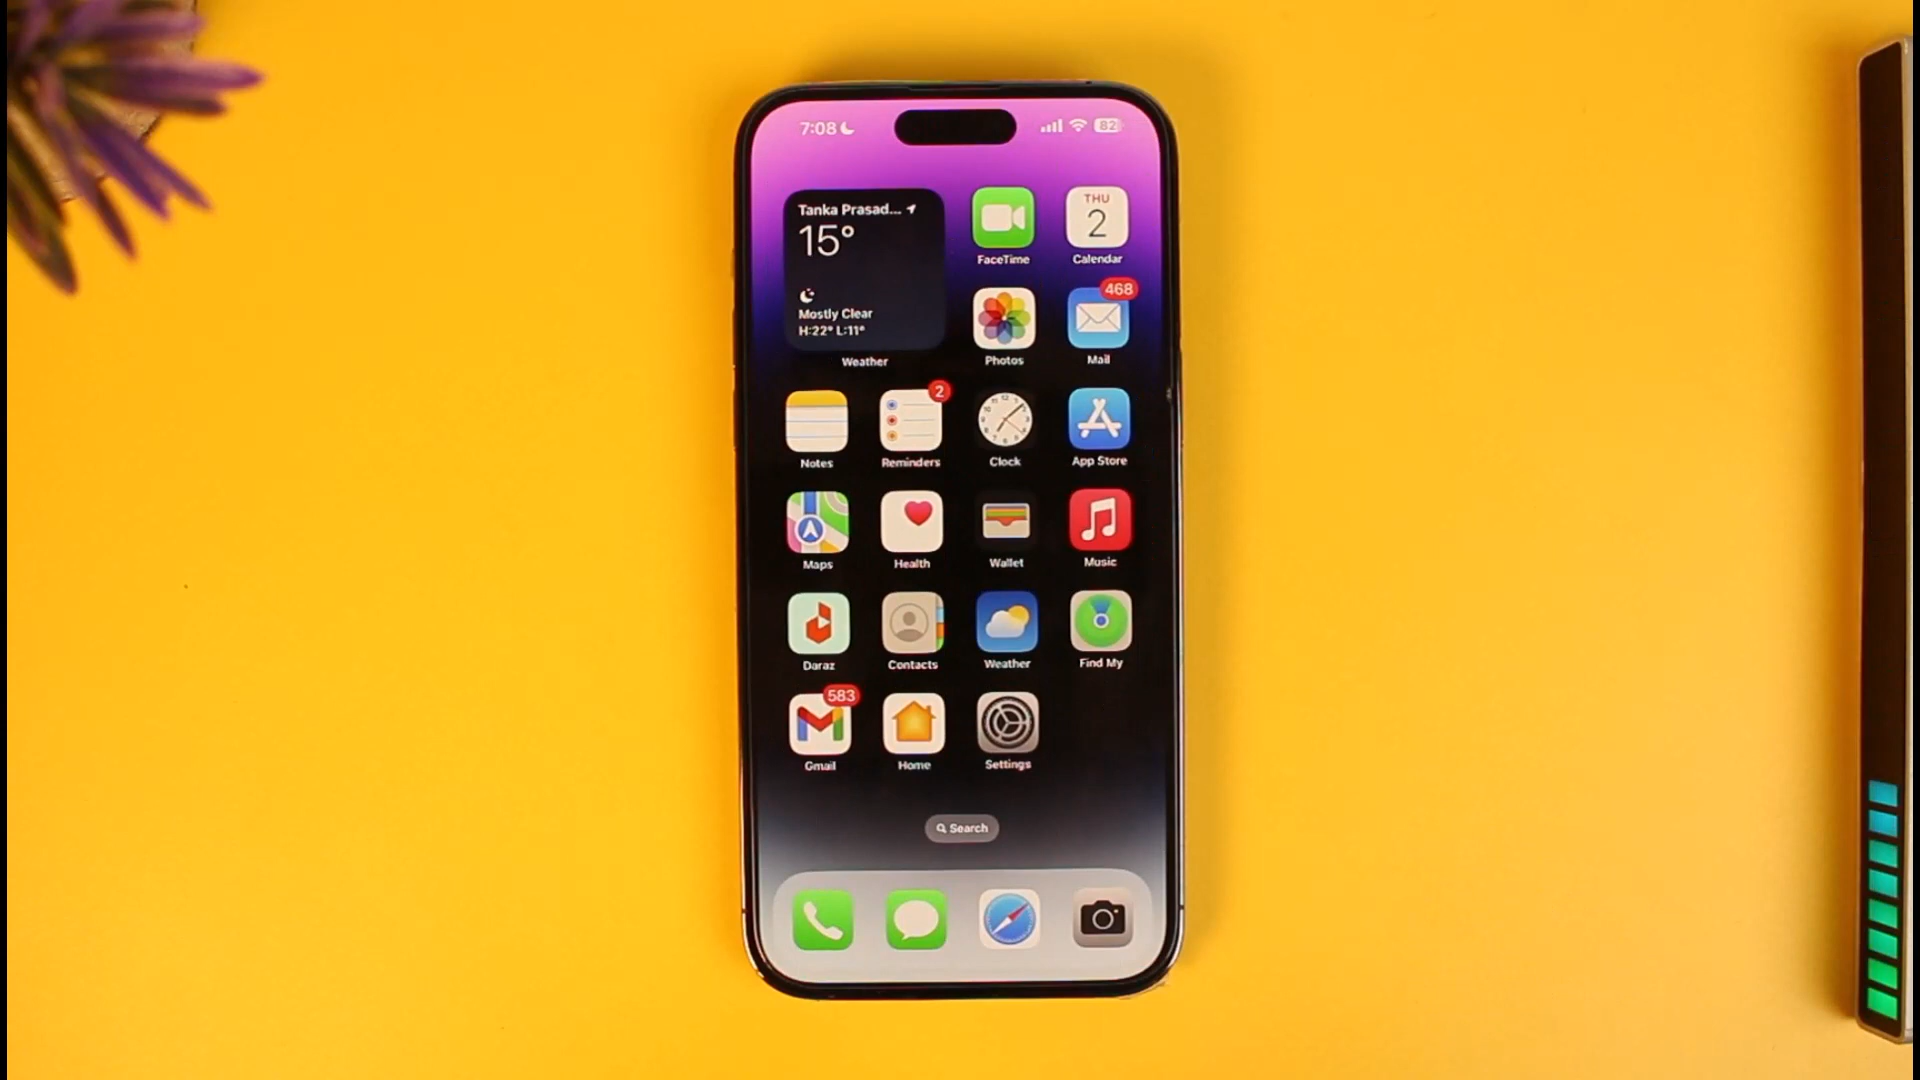 7:08
82
Tanka Prasad...
15°
Mostly Clear
H:22° L:11°
Weather
FaceTime
THU
2
Calendar
Photos
468
Mail
Notes
2
Reminders
Clock
App Store
Maps
Health
Wallet
Music
Daraz
Contacts
Weather
Find My
583
Gmail
Home
Settings
Search